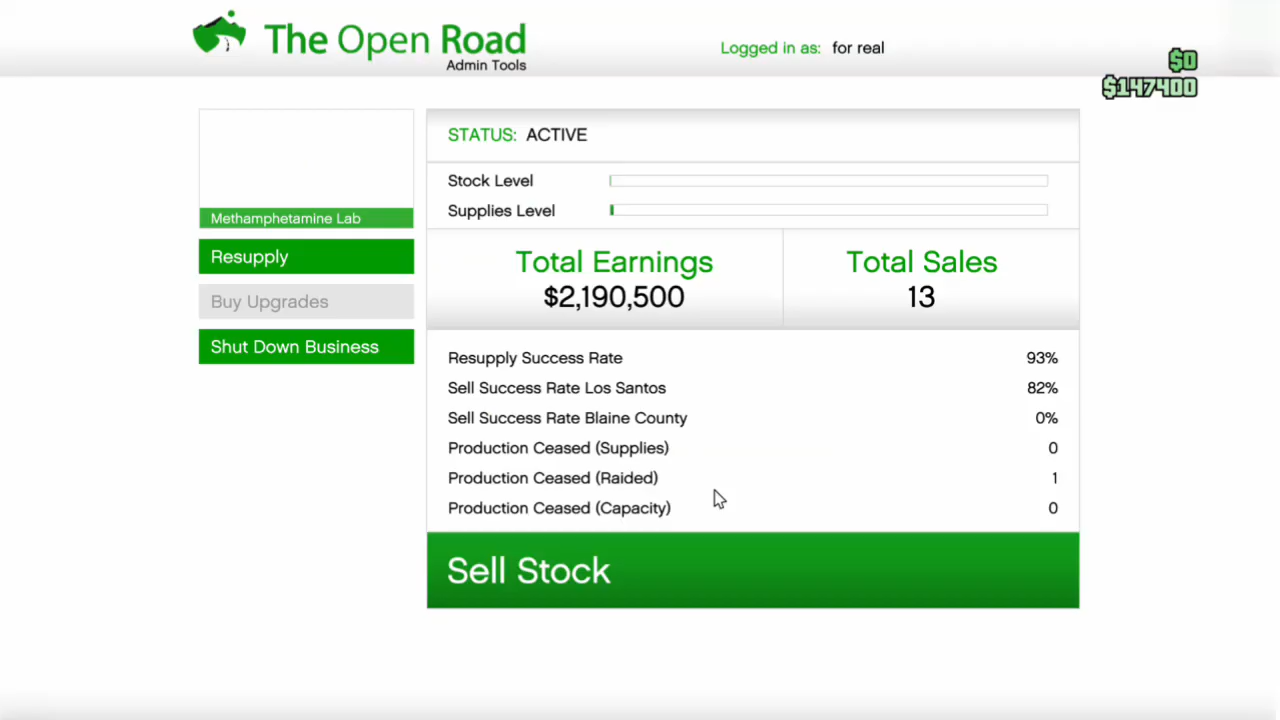 The Open Road
Admin Tools
Logged in as: for real
$0
$147400
Methamphetamine Lab
Resupply
Buy Upgrades
Shut Down Business
STATUS: ACTIVE
Stock Level
Supplies Level
Total Earnings
$2,190,500
Total Sales
13
Resupply Success Rate 93%
Sell Success Rate Los Santos 82%
Sell Success Rate Blaine County 0%
Production Ceased (Supplies) 0
Production Ceased (Raided) 1
Production Ceased (Capacity) 0
Sell Stock